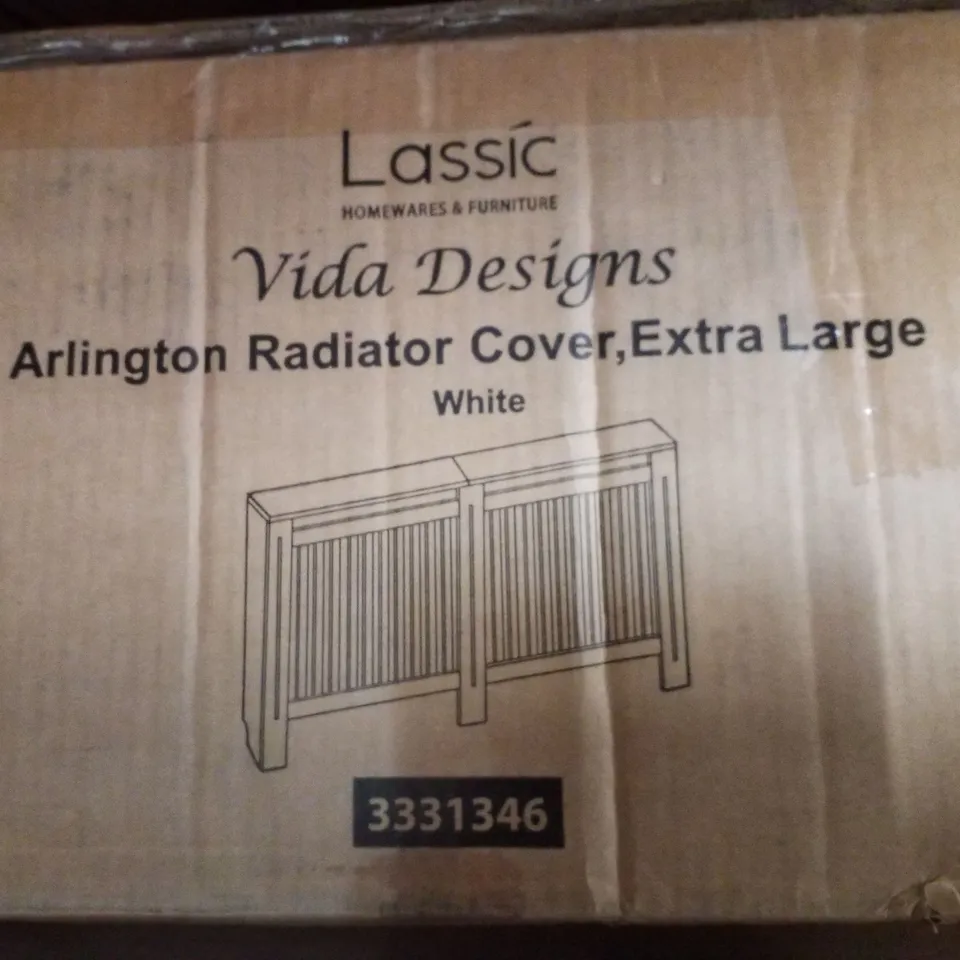 Lassic
HOMEWARES & FURNITURE
Vida Designs
Arlington Radiator Cover,Extra Large
White
3331346